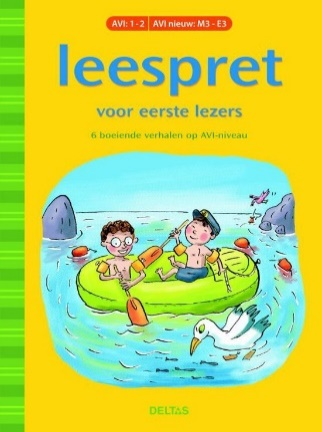 AVI: 1 - 2 | AVI nieuw: M3 - E3
leespret
voor eerste lezers
6 boeiende verhalen op AVI-niveau
DELTAS